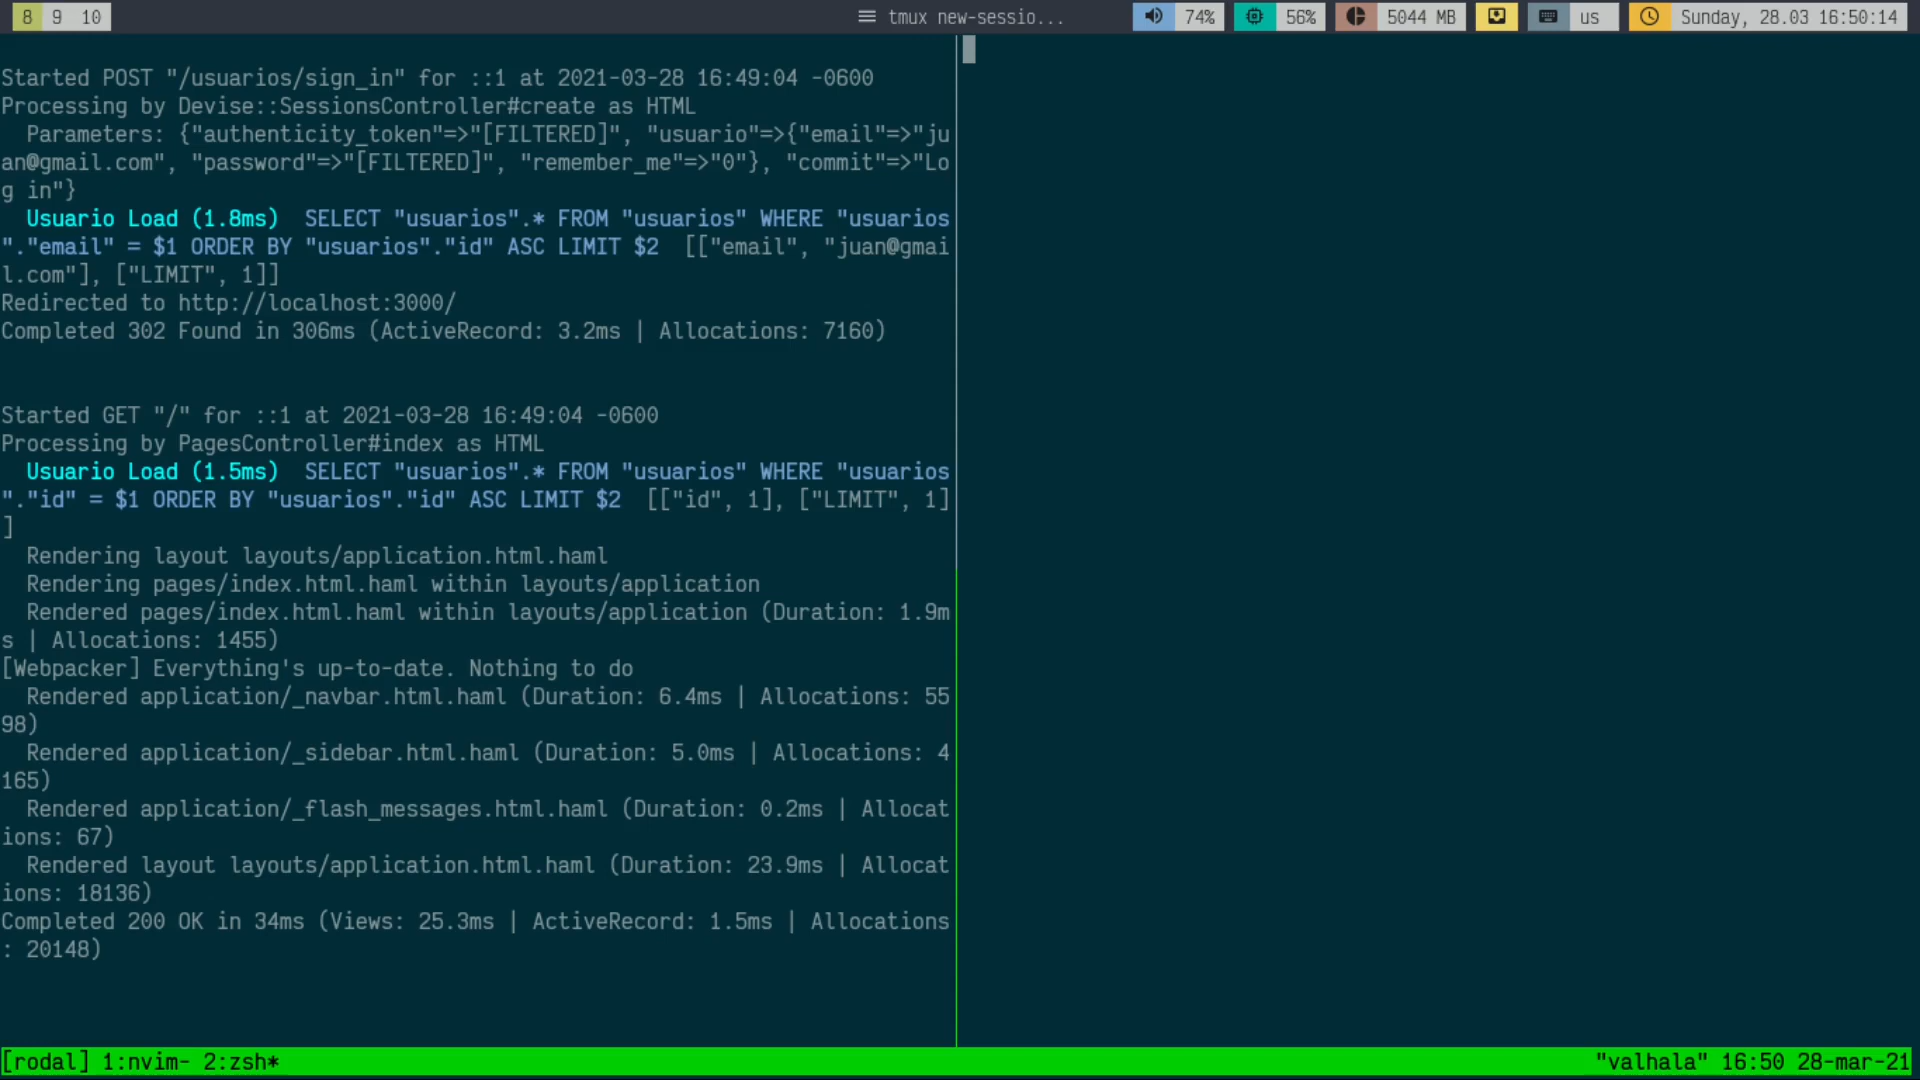 8 9 10 tmux new-sessio... 74% 56% 5044 MB us Sunday, 28.03 16:50:14
Started POST "/usuarios/sign_in" for ::1 at 2021-03-28 16:49:04 -0600
Processing by Devise::SessionsController#create as HTML
  Parameters: {"authenticity_token"=>"[FILTERED]", "usuario"=>{"email"=>"ju
an@gmail.com", "password"=>"[FILTERED]", "remember_me"=>"0"}, "commit"=>"Lo
g in"}
  Usuario Load (1.8ms)  SELECT "usuarios".* FROM "usuarios" WHERE "usuarios
"."email" = $1 ORDER BY "usuarios"."id" ASC LIMIT $2  [["email", "juan@gmai
l.com"], ["LIMIT", 1]]
Redirected to http://localhost:3000/
Completed 302 Found in 306ms (ActiveRecord: 3.2ms | Allocations: 7160)
Started GET "/" for ::1 at 2021-03-28 16:49:04 -0600
Processing by PagesController#index as HTML
  Usuario Load (1.5ms)  SELECT "usuarios".* FROM "usuarios" WHERE "usuarios
"."id" = $1 ORDER BY "usuarios"."id" ASC LIMIT $2  [["id", 1], ["LIMIT", 1]
]
  Rendering layout layouts/application.html.haml
  Rendering pages/index.html.haml within layouts/application
  Rendered pages/index.html.haml within layouts/application (Duration: 1.9m
s | Allocations: 1455)
[Webpacker] Everything's up-to-date. Nothing to do
  Rendered application/_navbar.html.haml (Duration: 6.4ms | Allocations: 55
98)
  Rendered application/_sidebar.html.haml (Duration: 5.0ms | Allocations: 4
165)
  Rendered application/_flash_messages.html.haml (Duration: 0.2ms | Allocat
ions: 67)
  Rendered layout layouts/application.html.haml (Duration: 23.9ms | Allocat
ions: 18136)
Completed 200 OK in 34ms (Views: 25.3ms | ActiveRecord: 1.5ms | Allocations
: 20148)
[rodal] 1:nvim- 2:zsh* "valhala" 16:50 28-mar-21